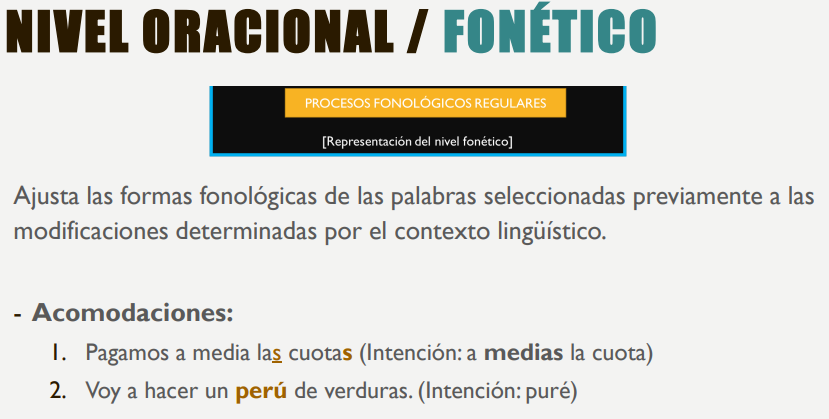 NIVEL ORACIONAL / FONÉTICO
PROCESOS FONOLÓGICOS REGULARES
[Representación del nivel fonético]
Ajusta las formas fonológicas de las palabras seleccionadas previamente a las
modificaciones determinadas por el contexto lingüístico.
- Acomodaciones:
1. Pagamos a media las cuotas (Intención: a medias la cuota)
2. Voy a hacer un perú de verduras. (Intención: puré)